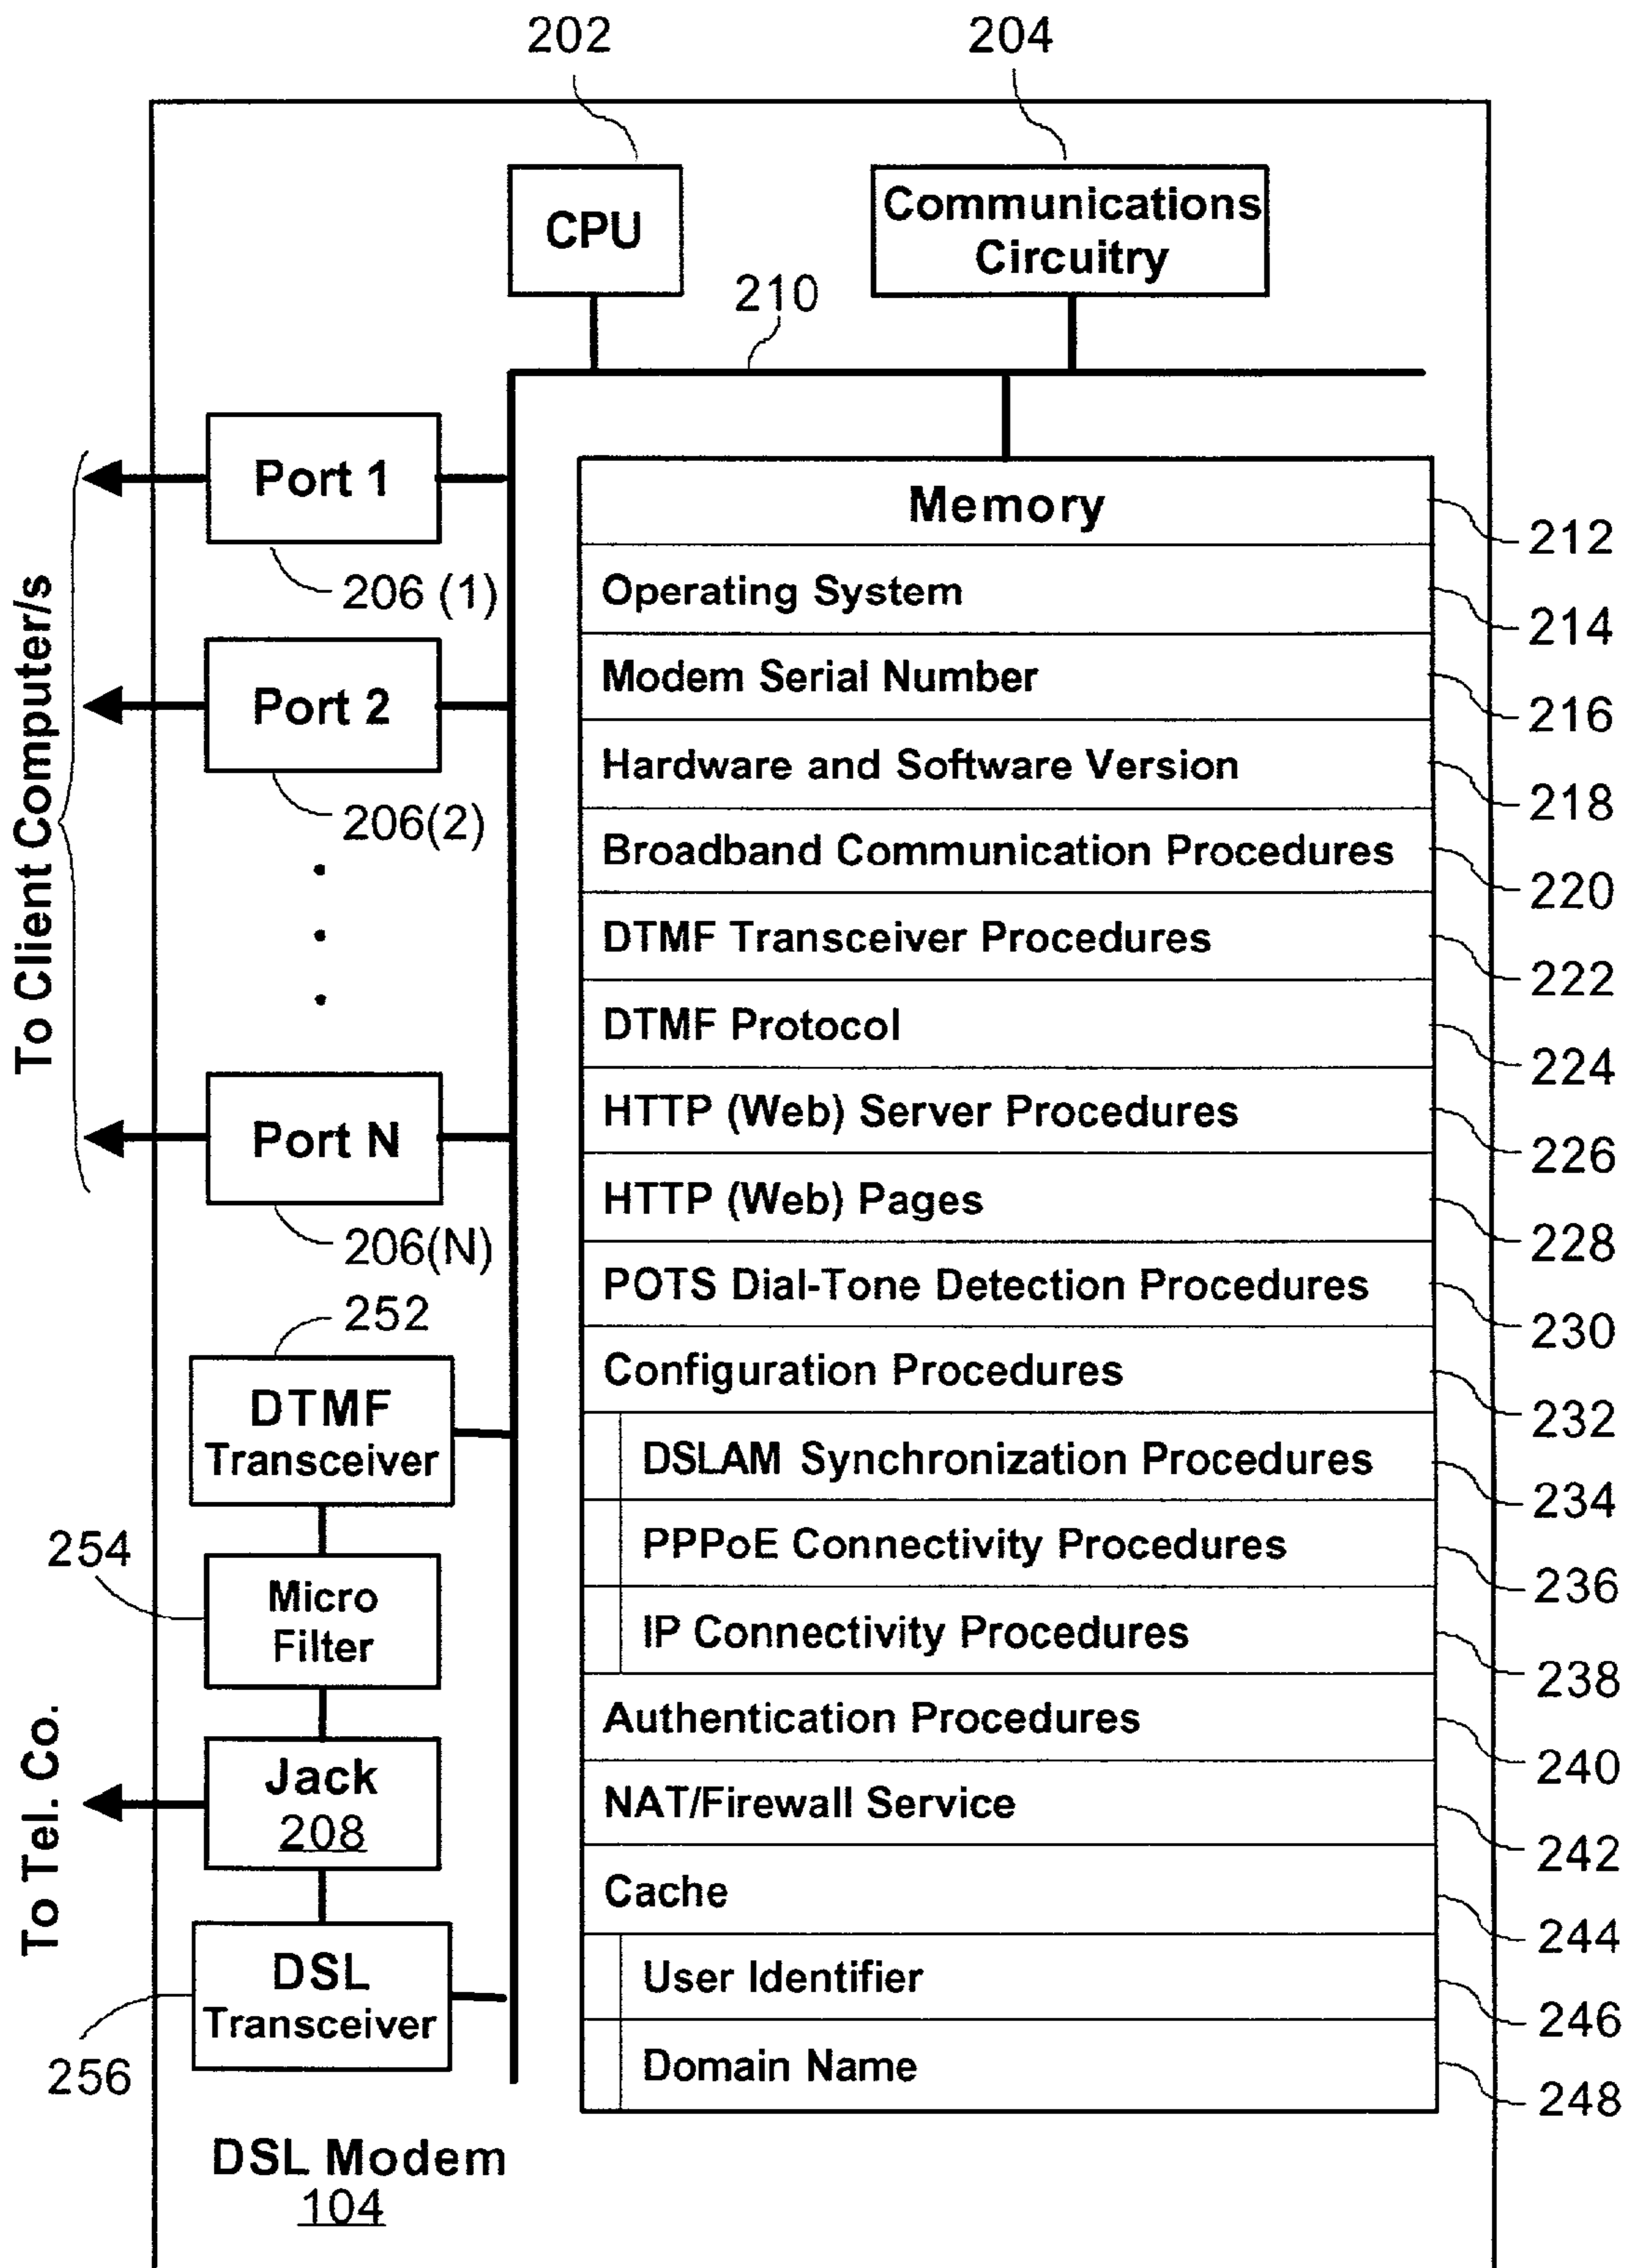 202
204
CPU
Communications
Circuitry
210
Port 1
206 (1)
Port 2
206(2)
Port N
206(N)
To Client Computer/s
252
DTMF
Transceiver
254
Micro
Filter
To Tel. Co.
Jack
208
DSL
Transceiver
256
Memory
212
Operating System
214
Modem Serial Number
216
Hardware and Software Version
218
Broadband Communication Procedures
220
DTMF Transceiver Procedures
222
DTMF Protocol
224
HTTP (Web) Server Procedures
226
HTTP (Web) Pages
228
POTS Dial-Tone Detection Procedures
230
Configuration Procedures
232
DSLAM Synchronization Procedures
234
PPPoE Connectivity Procedures
236
IP Connectivity Procedures
238
Authentication Procedures
240
NAT/Firewall Service
242
Cache
244
User Identifier
246
Domain Name
248
DSL Modem
104